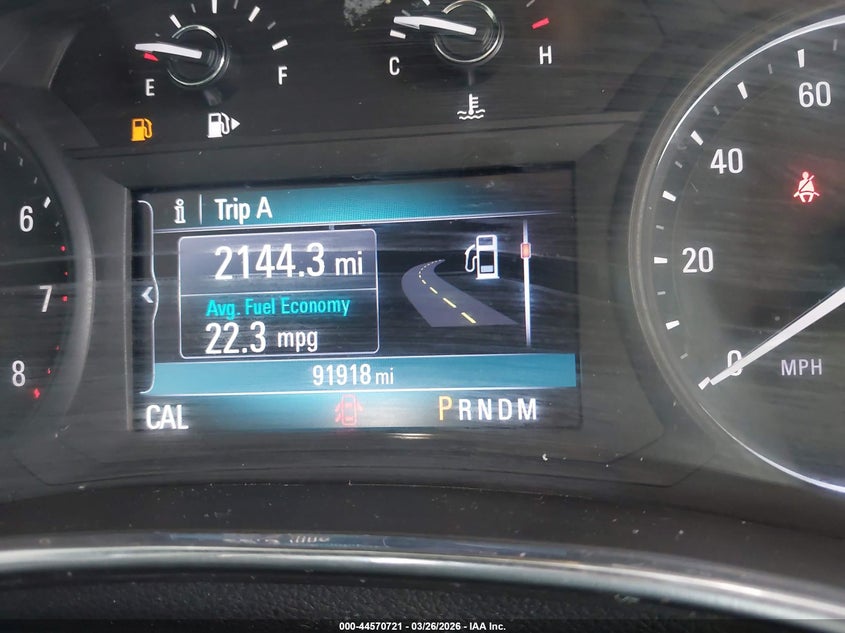 E
F
C
H
60
40
20
0
MPH
6
7
8
Trip A
2144.3 mi
Avg. Fuel Economy
22.3 mpg
91918 mi
CAL
PRNDM
000-44570721 - 03/26/2026 - IAA Inc.